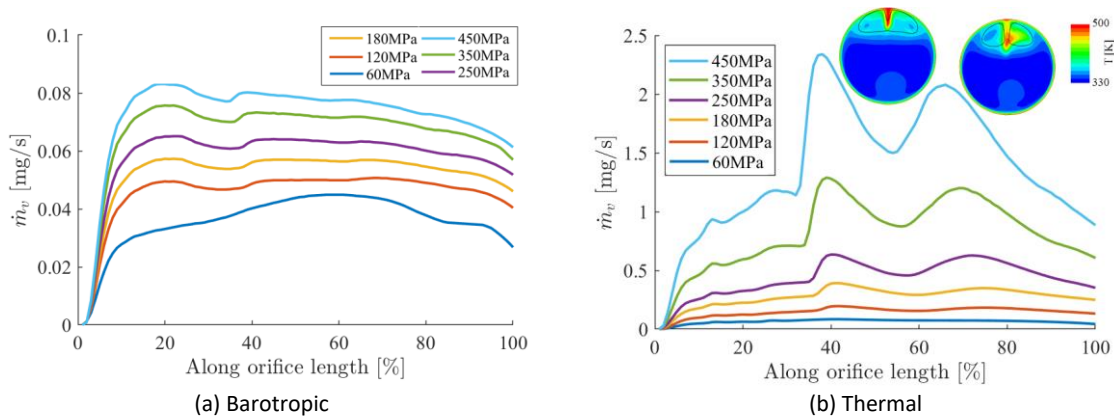 0.1
0.08
0.06
0.04
0.02
0
ṁᵥ [mg/s]
180MPa 450MPa
120MPa 350MPa
60MPa 250MPa
0 20 40 60 80 100
Along orifice length [%]
(a) Barotropic
2.5
2
1.5
1
0.5
0
ṁᵥ [mg/s]
450MPa
350MPa
250MPa
180MPa
120MPa
60MPa
500
T[K]
330
0 20 40 60 80 100
Along orifice length [%]
(b) Thermal